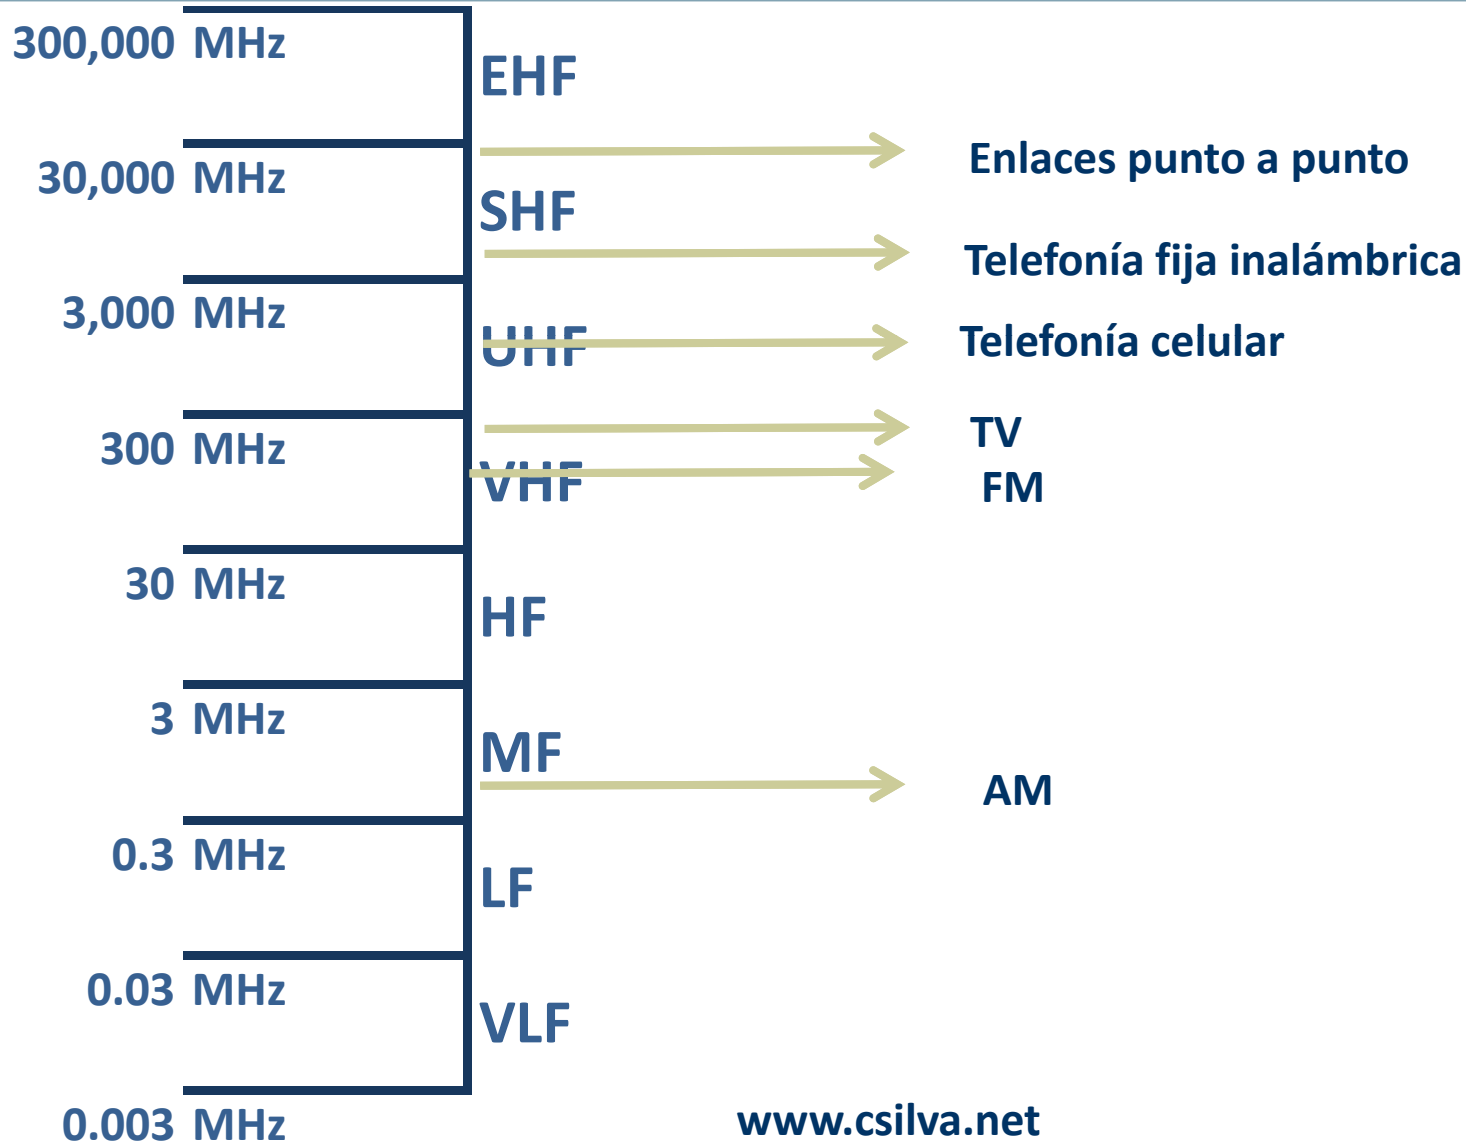 300,000 MHz
EHF
Enlaces punto a punto
30,000 MHz
SHF
Telefonía fija inalámbrica
3,000 MHz
UHF
Telefonía celular
TV
300 MHz
VHF
FM
30 MHz
HF
3 MHz
MF
AM
0.3 MHz
LF
0.03 MHz
VLF
0.003 MHz
www.csilva.net